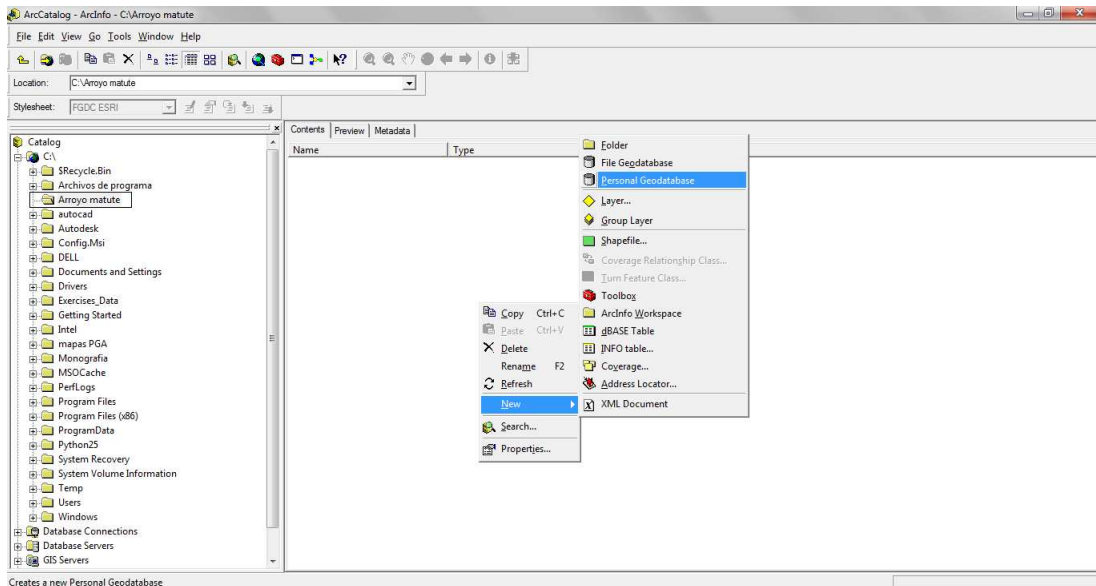 ArcCatalog - ArcInfo - C:\Arroyo matute
File Edit View Go Tools Window Help
Location: C:\Arroyo matute
Stylesheet: FGDC ESRI
Contents Preview Metadata
Name Type
Catalog
C:\
$Recycle.Bin
Archivos de programa
Arroyo matute
autocad
Autodesk
Config.Msi
DELL
Documents and Settings
Drivers
Exercises_Data
Getting Started
Intel
mapas PGA
Monografia
MSOCache
PerfLogs
Program Files
Program Files (x86)
ProgramData
Python25
System Recovery
System Volume Information
Temp
Users
Windows
Database Connections
Database Servers
GIS Servers
Copy Ctrl+C
Paste Ctrl+V
Delete
Rename F2
Refresh
New
Search...
Properties...
Folder
File Geodatabase
Personal Geodatabase
Layer...
Group Layer
Shapefile...
Coverage Relationship Class...
Turn Feature Class...
Toolbox
ArcInfo Workspace
dBASE Table
INFO table...
Coverage...
Address Locator...
XML Document
Creates a new Personal Geodatabase